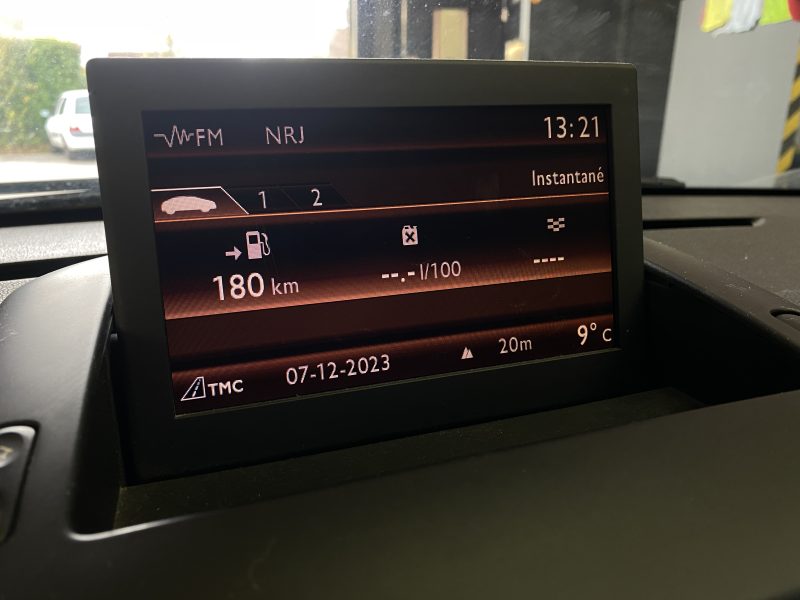 FM NRJ 13:21
Instantané
1 2
180 km --.- l/100 ----
TMC 07-12-2023 20m 9° C